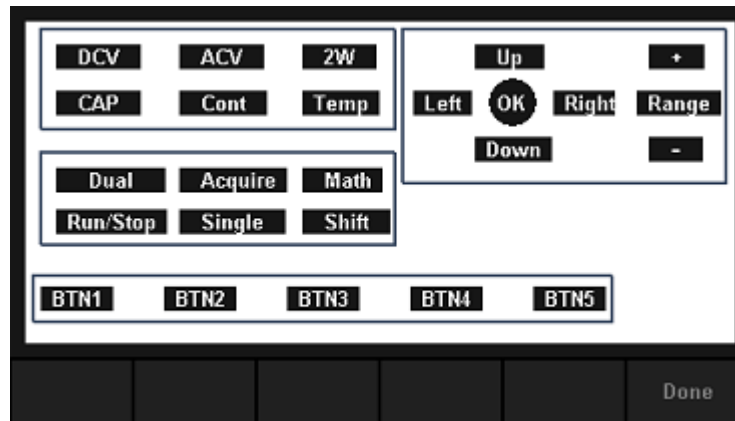 DCV ACV 2W
CAP Cont Temp
Up +
Left OK Right Range
Down -
Dual Acquire Math
Run/Stop Single Shift
BTN1 BTN2 BTN3 BTN4 BTN5
Done